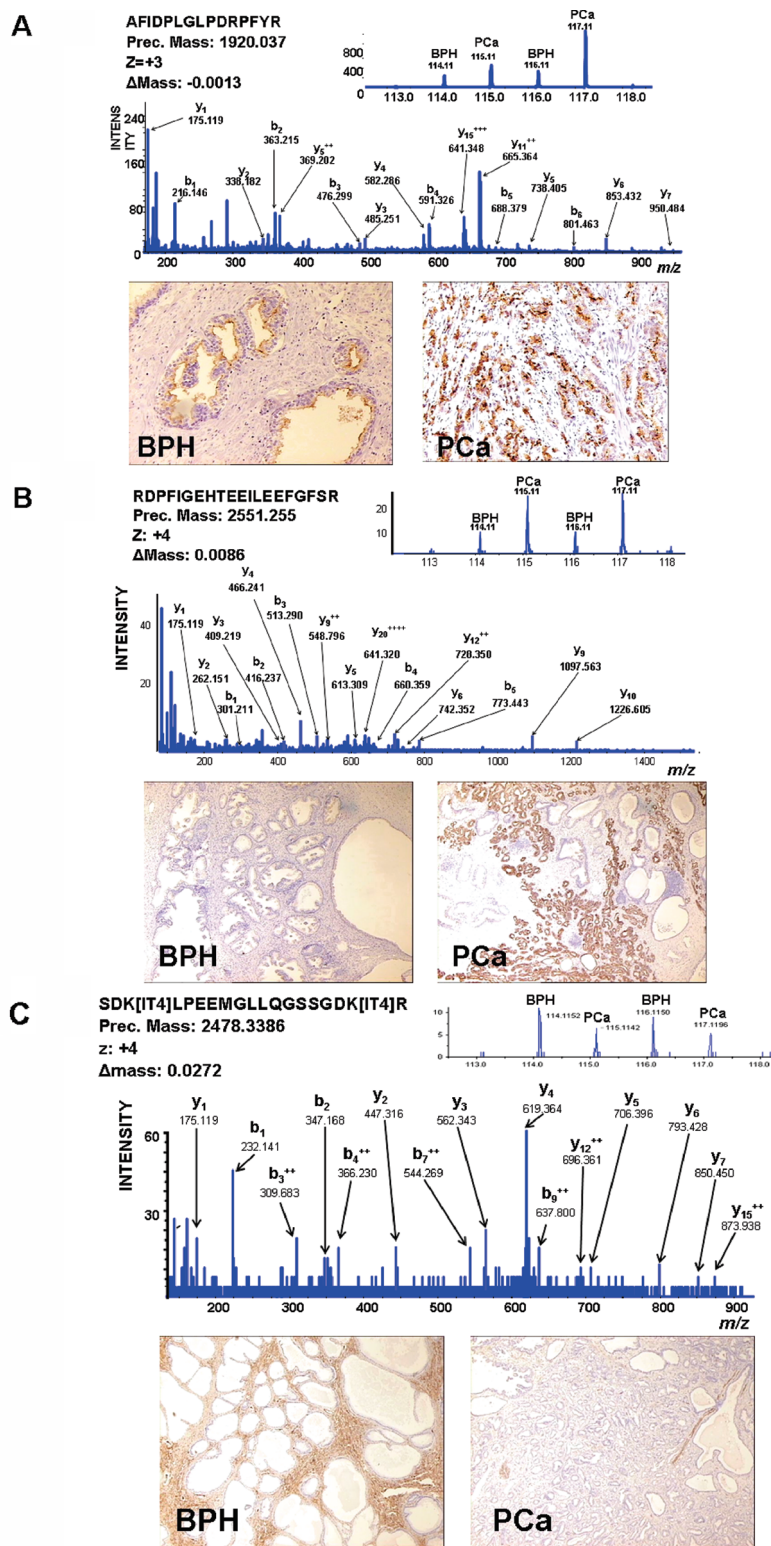 A
AFIDPLGLPDRPFYR
Prec. Mass: 1920.037
Z=+3
ΔMass: -0.0013
PCa
117.11
BPH
114.11
PCa
115.11
BPH
116.11
800
400
0
113.0 114.0 115.0 116.0 117.0 118.0
INTENS
ITY
240
160
80
0
y1
175.119
b1
216.146
y2
338.182
b2
363.215
y5++
369.202
b3
476.299
y3
485.251
y4
582.286
b4
591.326
y15+++
641.348
y11++
665.364
b5
688.379
y5
738.405
b6
801.463
y6
853.432
y7
950.484
200 300 400 500 600 700 800 900
m/z
BPH
PCa
B
RDPFIGEHTEEILEEFGFSR
Prec. Mass: 2551.255
Z: +4
ΔMass: 0.0086
PCa
115.11
PCa
117.11
BPH
114.11
BPH
116.11
20
10
113 114 115 116 117 118
INTENSITY
40
20
y1
175.119
y2
262.151
y3
409.219
b1
301.211
b2
416.237
y4
466.241
b3
513.290
y9++
548.796
y5
613.309
y20++++
641.320
b4
660.359
y12++
728.350
y6
742.352
b5
773.443
y9
1097.563
y10
1226.605
200 400 600 800 1000 1200 1400
m/z
BPH
PCa
C
SDK[IT4]LPEEMGLLQGSSGDK[IT4]R
Prec. Mass: 2478.3386
z: +4
Δmass: 0.0272
BPH
114.1152
PCa
115.1142
BPH
116.1150
PCa
117.1196
10
5
0
113.0 114.0 115.0 116.0 117.0 118.0
INTENSITY
60
30
y1
175.119
b1
232.141
b3++
309.683
b2
347.168
b4++
366.230
y2
447.316
b7++
544.269
y3
562.343
y4
619.364
b9++
637.800
y12++
696.361
y5
706.396
y6
793.428
y7
850.450
y15++
873.938
200 300 400 500 600 700 800 900
m/z
BPH
PCa